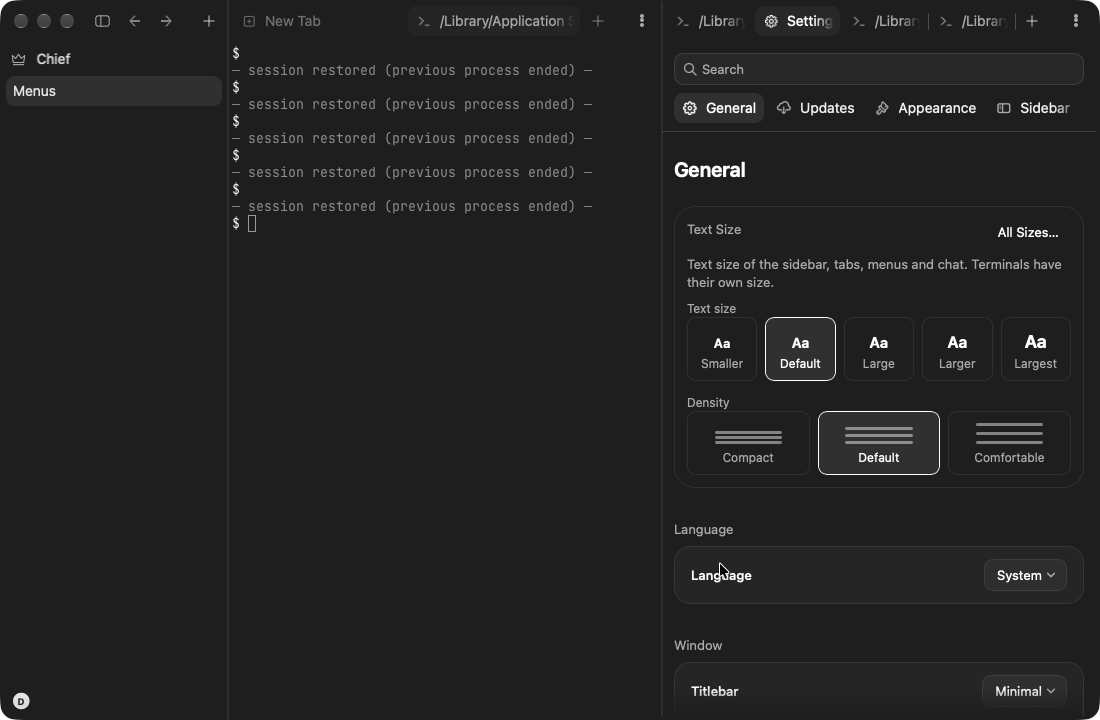 Chief
Menus
D
New Tab
/Library/Application S
$
— session restored (previous process ended) —
$
— session restored (previous process ended) —
$
— session restored (previous process ended) —
$
— session restored (previous process ended) —
$
— session restored (previous process ended) —
$
/Library
Setting
/Library
/Library
Search
General
Updates
Appearance
Sidebar
General
Text Size
All Sizes...
Text size of the sidebar, tabs, menus and chat. Terminals have
their own size.
Text size
Aa Aa Aa Aa Aa
Smaller Default Large Larger Largest
Density
Compact Default Comfortable
Language
Language System
Window
Titlebar Minimal